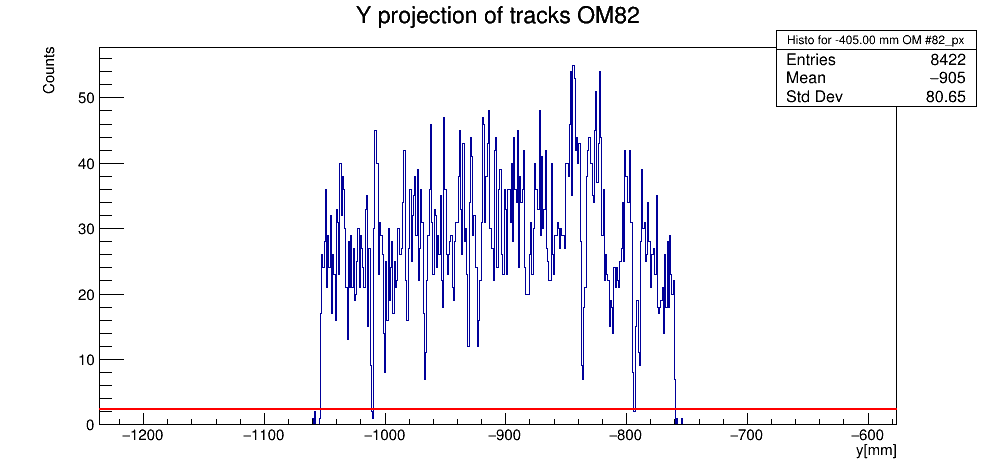 Y projection of tracks OM82
Histo for -405.00 mm OM #82_px
Entries 8422
Mean −905
Std Dev 80.65
Counts
50
40
30
20
10
0
−1200 −1100 −1000 −900 −800 −700 −600
y[mm]